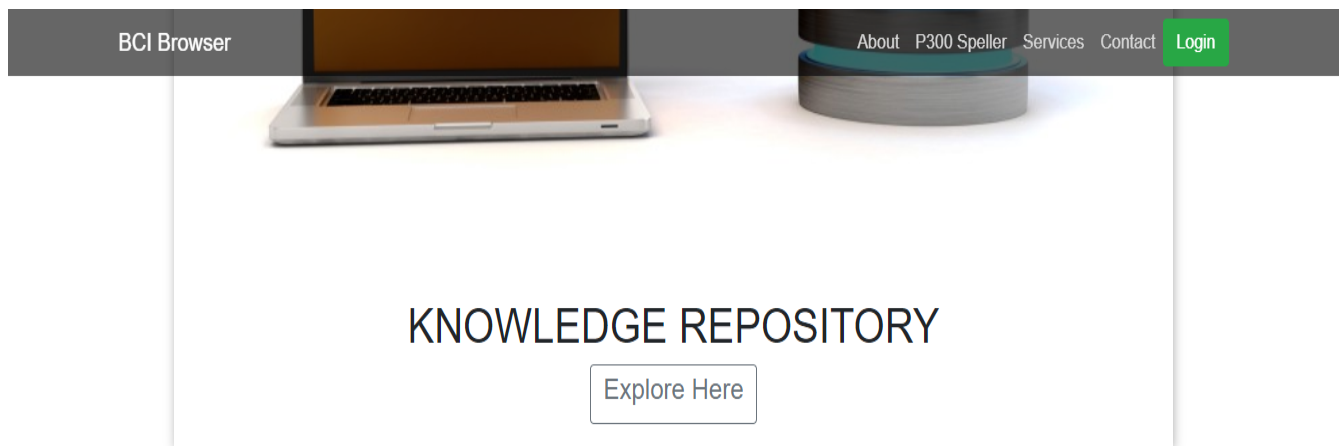 BCI Browser About P300 Speller Services Contact Login
KNOWLEDGE REPOSITORY
Explore Here